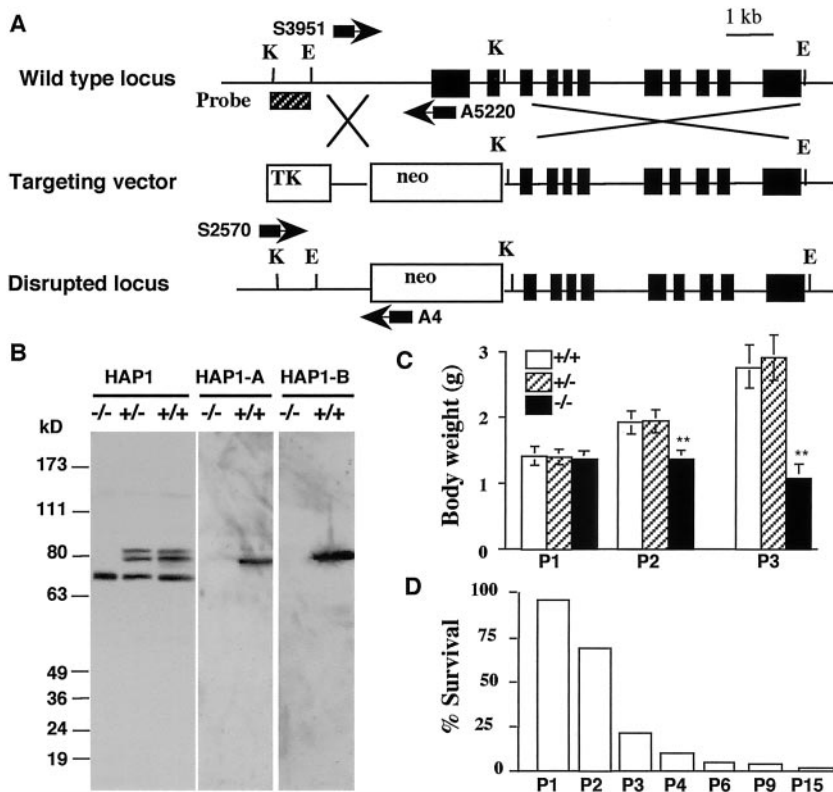 A
S3951
1 kb
K E K E
Wild type locus
Probe
A5220
K E
Targeting vector
TK
neo
S2570
K E K E
Disrupted locus
neo
A4
B
HAP1 HAP1-A HAP1-B
-/- +/- +/+ -/- +/+ -/- +/+
kD
173
111
80
63
49
36
24
19
C
+/+
+/-
-/-
Body weight (g)
3
2
1
0
**
**
P1 P2 P3
D
% Survival
100
75
50
25
0
P1 P2 P3 P4 P6 P9 P15